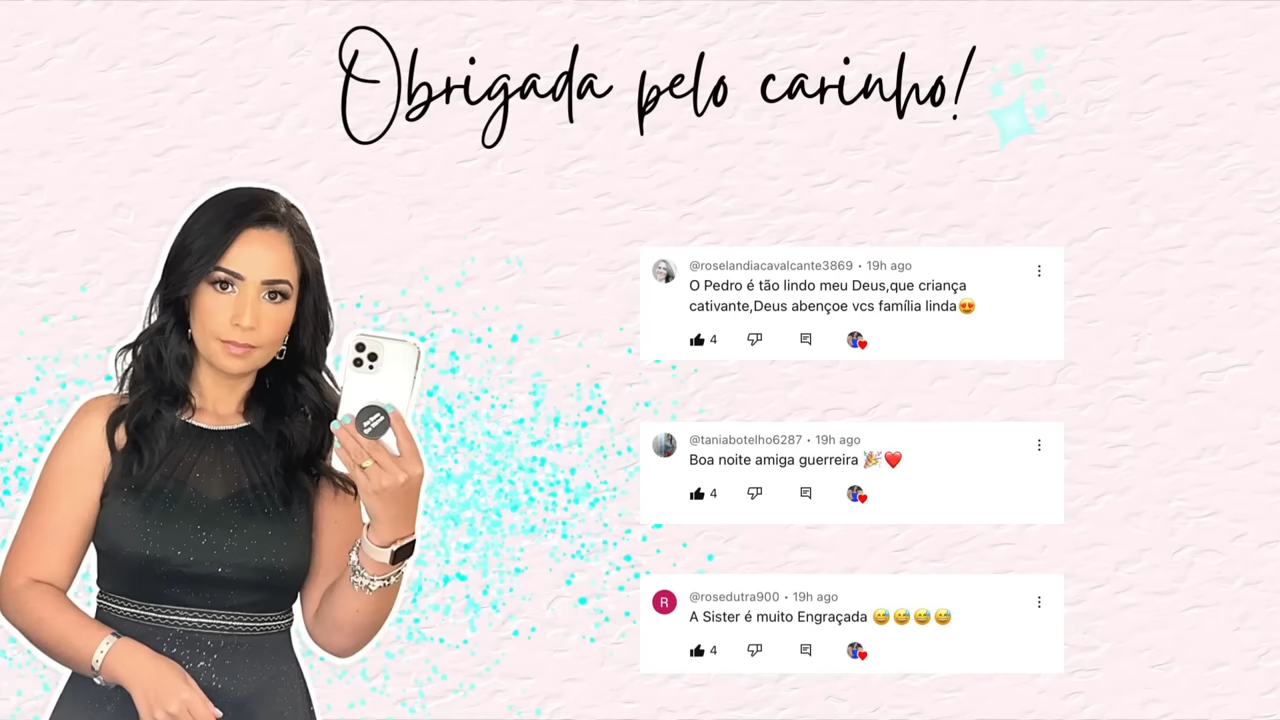 Obrigada pelo carinho!
@roselandiacavalcante3869 • 19h ago
O Pedro é tão lindo meu Deus,que criança
cativante,Deus abençoe vcs família linda😍
4
@taniabotelho6287 • 19h ago
Boa noite amiga guerreira 🎉❤️
4
R
@rosedutra900 • 19h ago
A Sister é muito Engraçada 😅😅😅😅
4